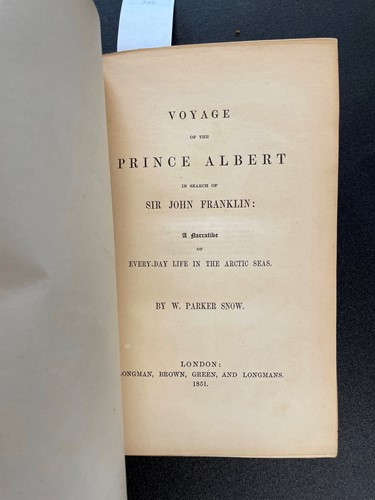 VOYAGE
OF THE
PRINCE ALBERT
IN SEARCH OF
SIR JOHN FRANKLIN:
A Narrative
OF
EVERY-DAY LIFE IN THE ARCTIC SEAS.
BY W. PARKER SNOW.
LONDON:
LONGMAN, BROWN, GREEN, AND LONGMANS.
1851.